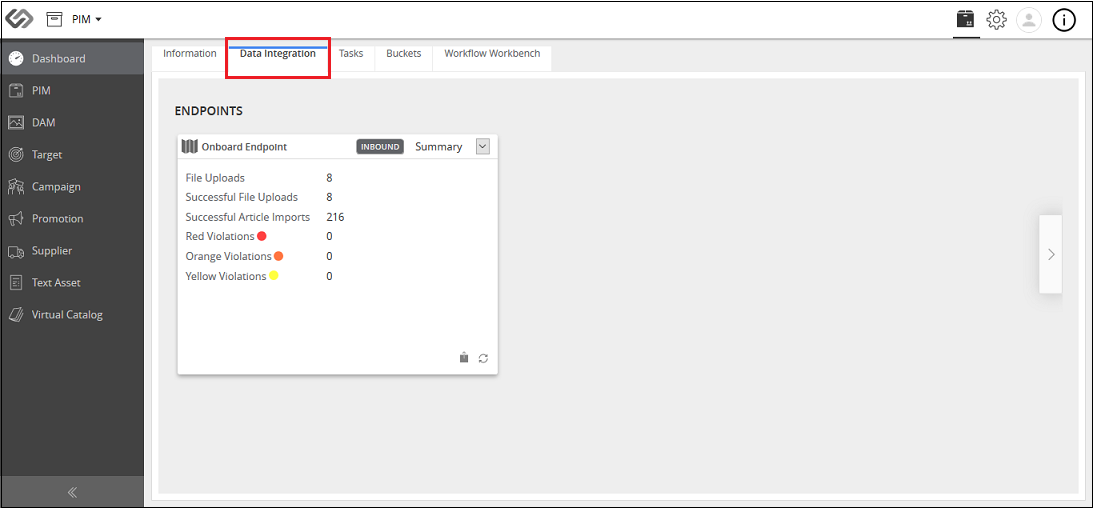 PIM
Dashboard
PIM
DAM
Target
Campaign
Promotion
Supplier
Text Asset
Virtual Catalog
Information Data Integration Tasks Buckets Workflow Workbench
ENDPOINTS
Onboard Endpoint INBOUND Summary
File Uploads 8
Successful File Uploads 8
Successful Article Imports 216
Red Violations 0
Orange Violations 0
Yellow Violations 0